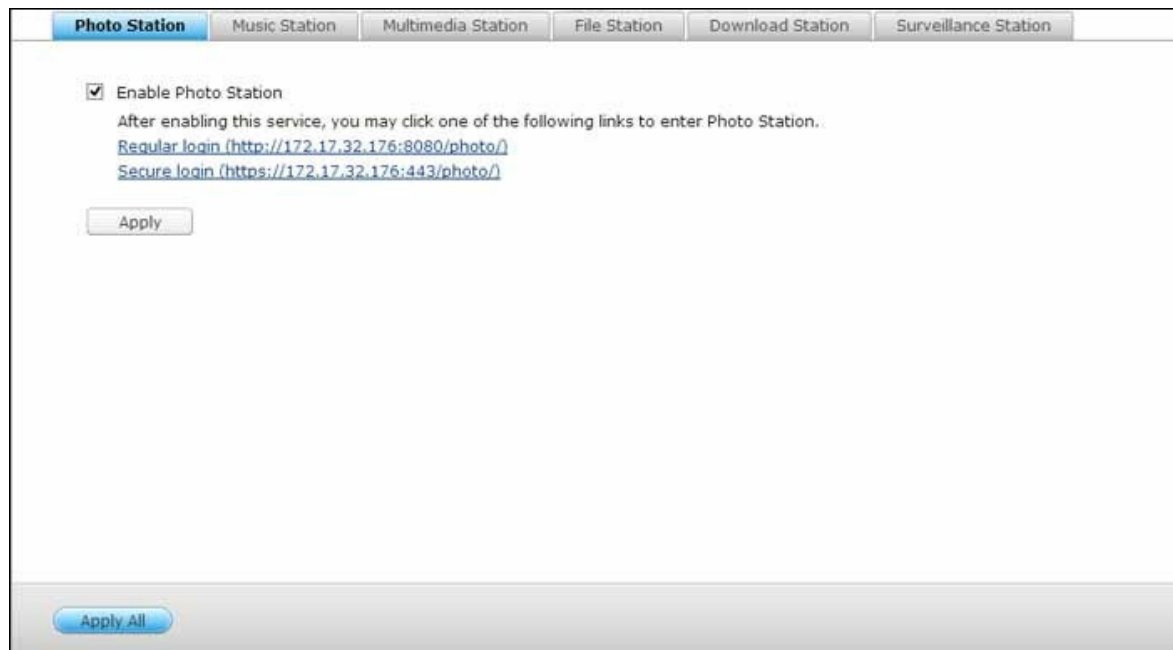 Photo Station Music Station Multimedia Station File Station Download Station Surveillance Station
Enable Photo Station
After enabling this service, you may click one of the following links to enter Photo Station.
Regular login (http://172.17.32.176:8080/photo/)
Secure login (https://172.17.32.176:443/photo/)
Apply
Apply All